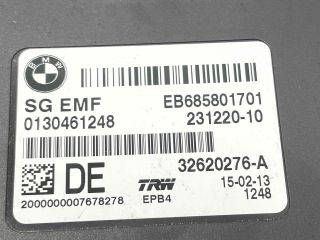 BMW
SG EMF EB685801701
0130461248 231220-10
DE TRW 32620276-A
EPB4 15-02-13
2000000007678278 1248